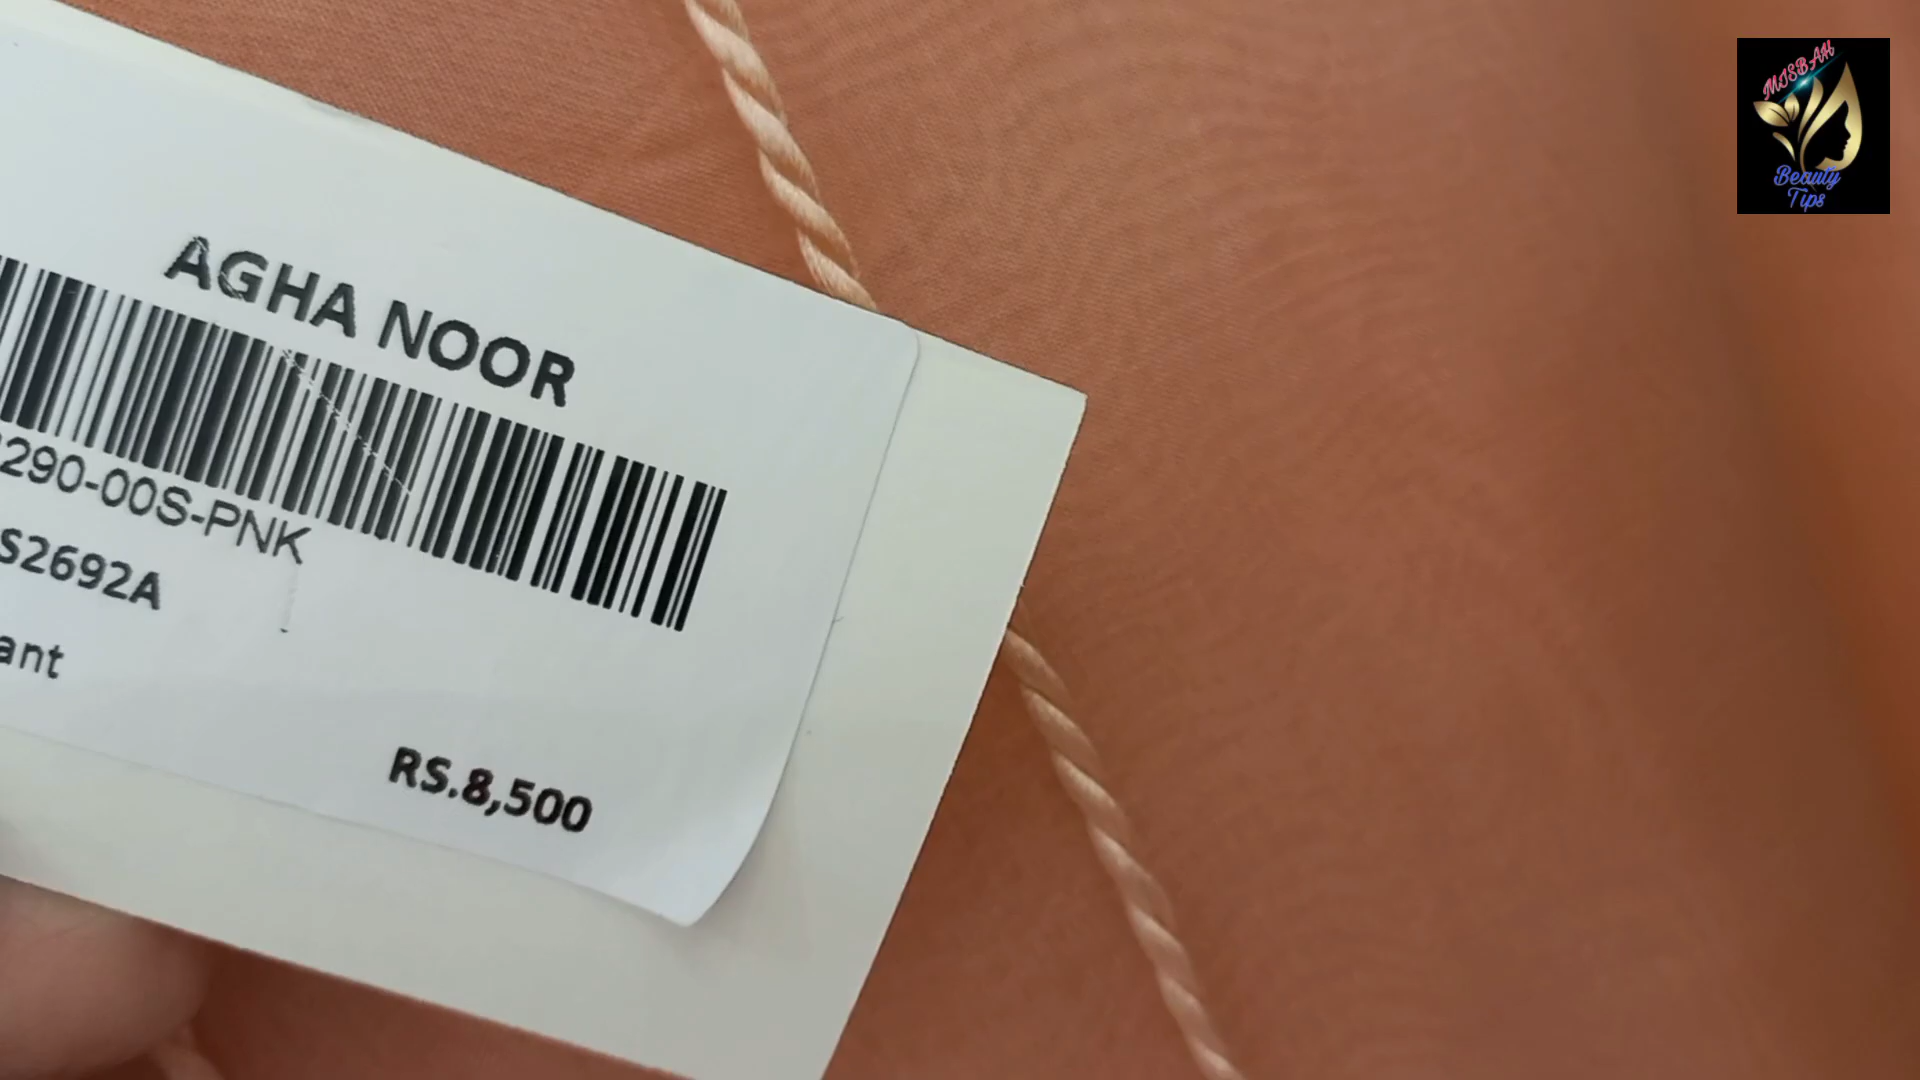 AGHA NOOR
290-00S-PNK
S2692A
ant
RS.8,500
MISBAH
Beauty
Tips